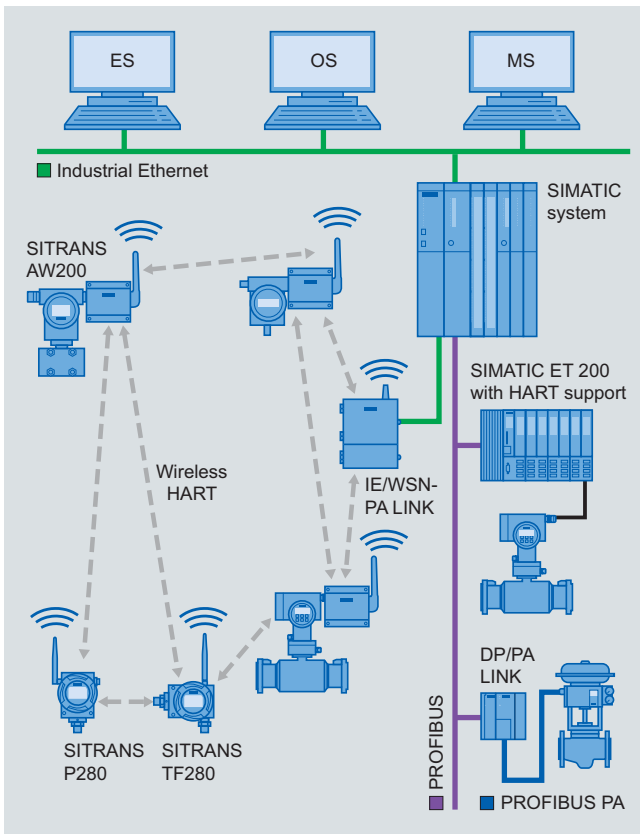 ES
OS
MS
Industrial Ethernet
SIMATIC
system
SITRANS
AW200
SIMATIC ET 200
with HART support
Wireless
HART
IE/WSN-
PA LINK
DP/PA
LINK
SITRANS
P280
SITRANS
TF280
PROFIBUS
PROFIBUS PA